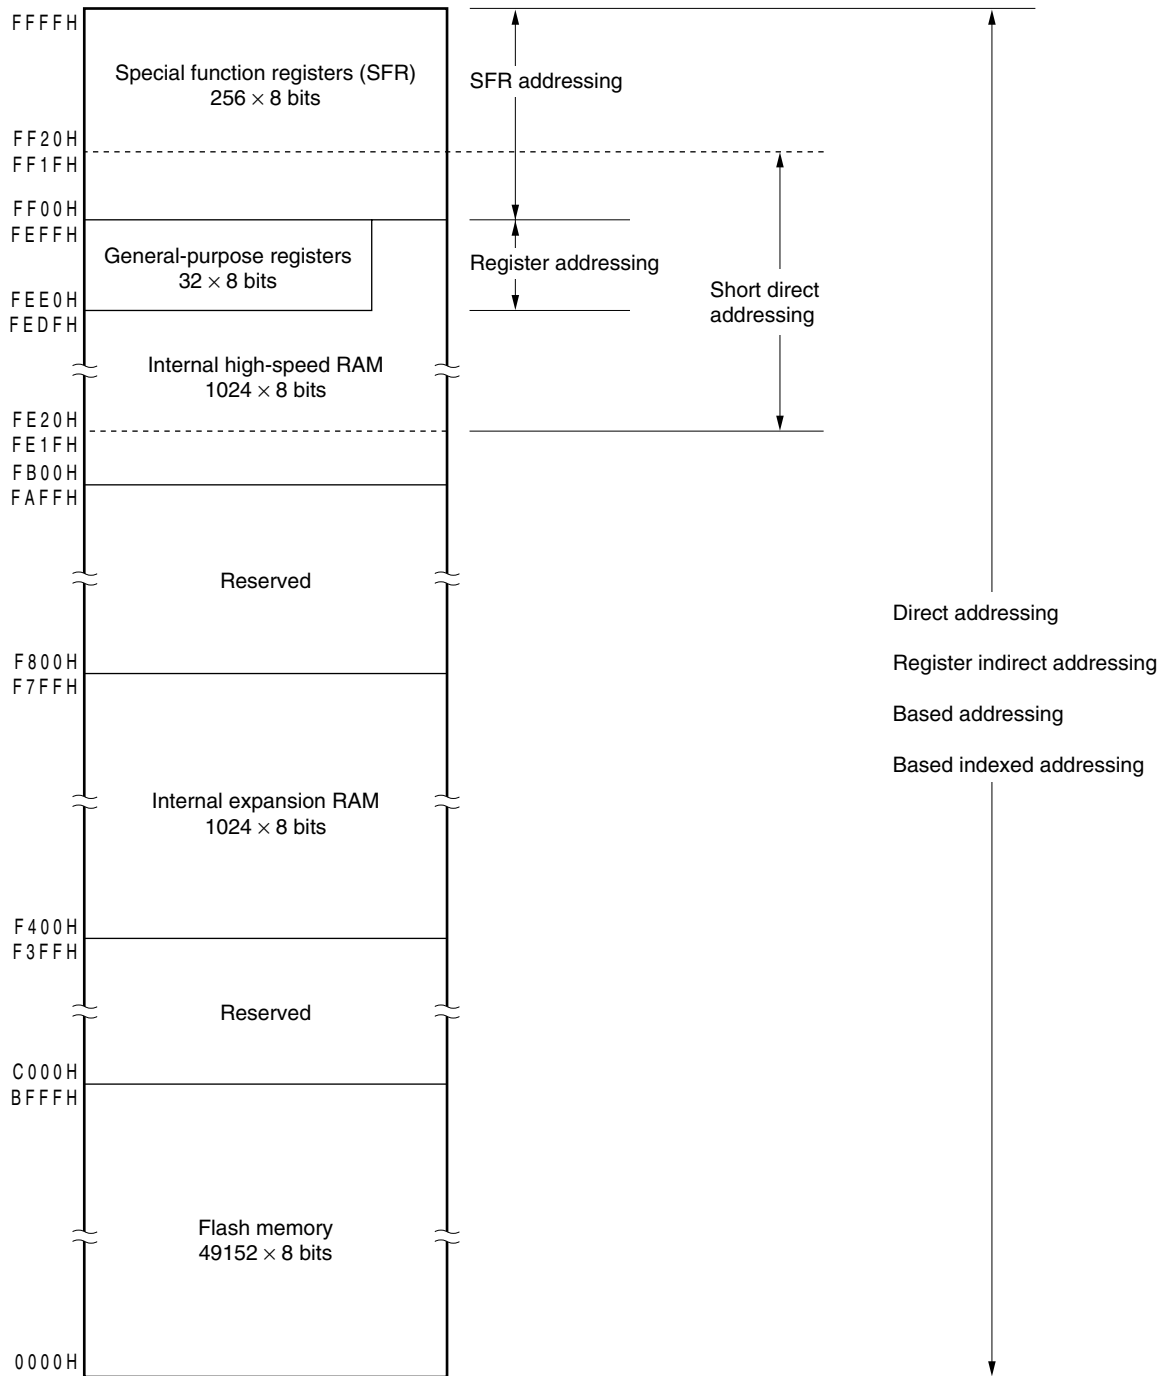 FFFFH
Special function registers (SFR)
256 × 8 bits
SFR addressing
FF20H
FF1FH
FF00H
FEFFH
General-purpose registers
32 × 8 bits
Register addressing
Short direct
addressing
FEE0H
FEDFH
Internal high-speed RAM
1024 × 8 bits
FE20H
FE1FH
FB00H
FAFFH
Reserved
Direct addressing
Register indirect addressing
Based addressing
Based indexed addressing
F800H
F7FFH
Internal expansion RAM
1024 × 8 bits
F400H
F3FFH
Reserved
C000H
BFFFH
Flash memory
49152 × 8 bits
0000H